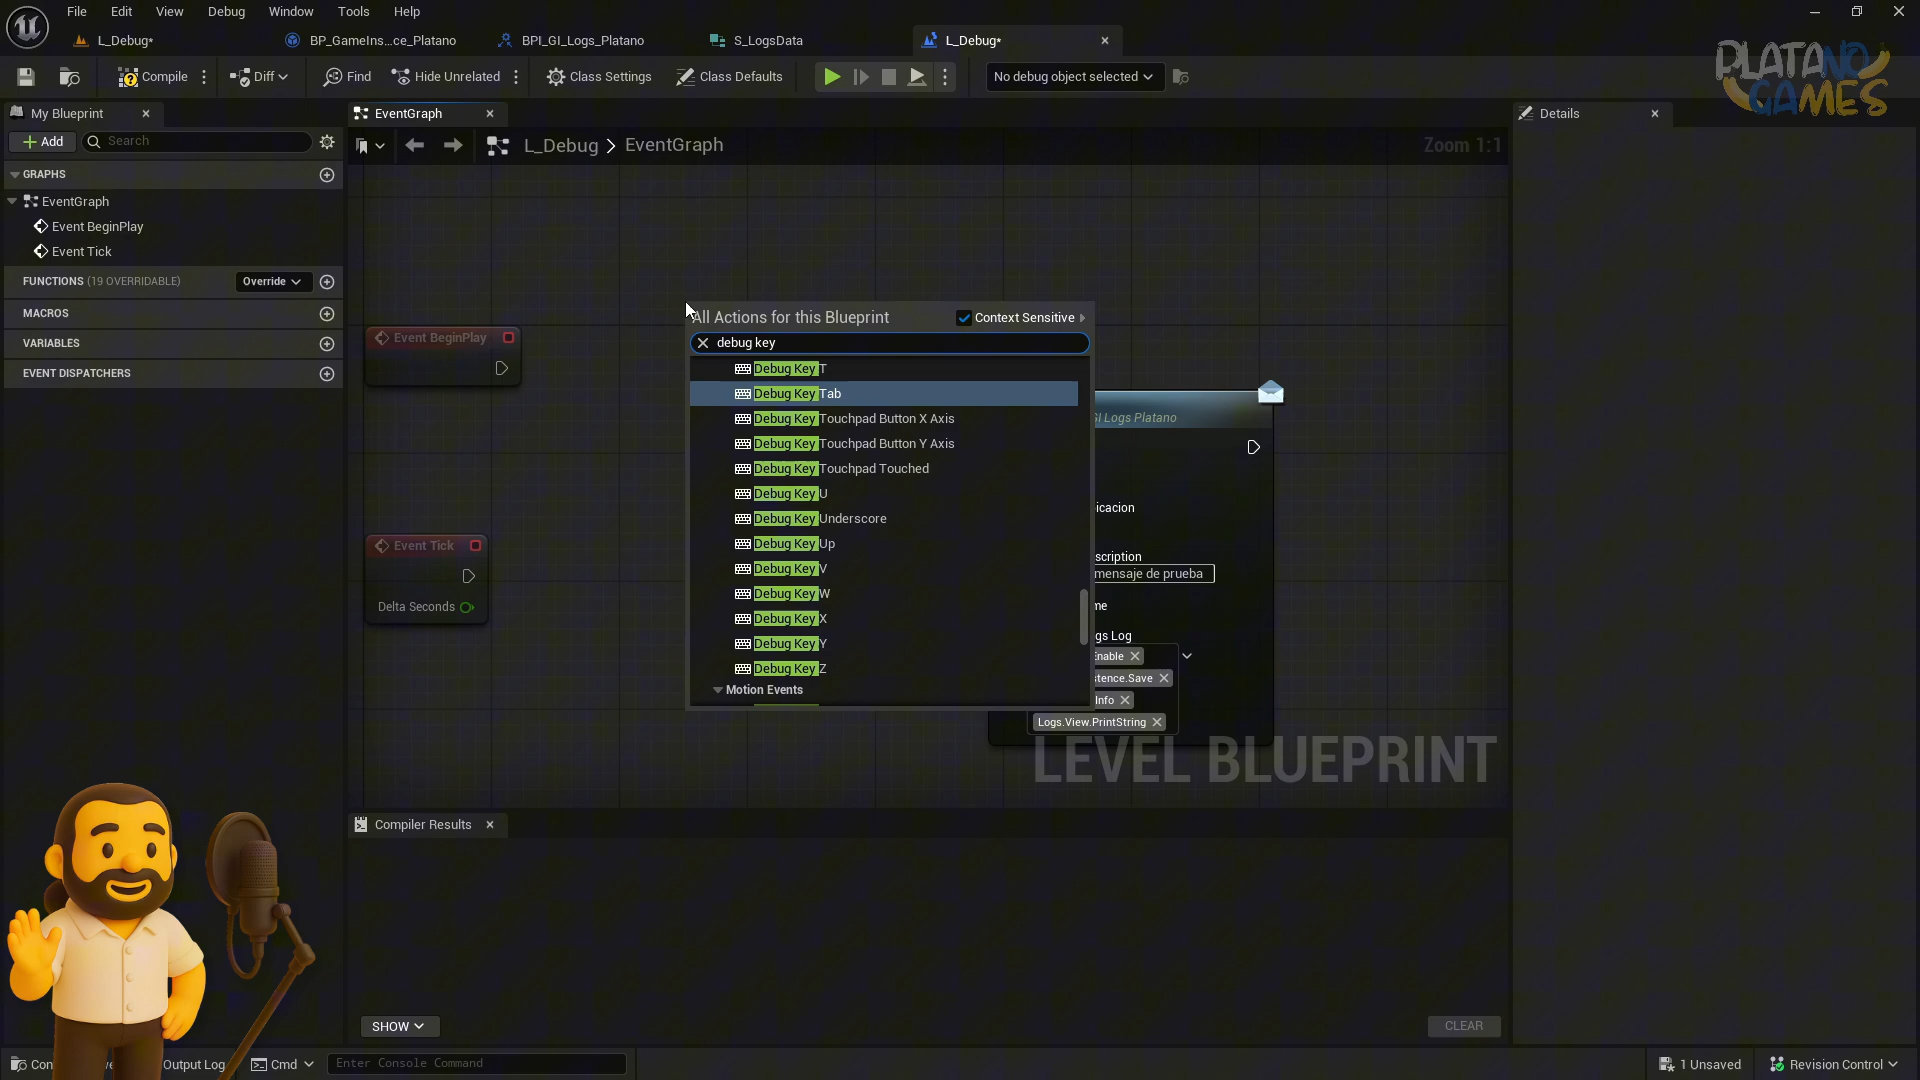 File Edit View Debug Window Tools Help
L_Debug* BP_GameIns...ce_Platano BPI_GI_Logs_Platano S_LogsData L_Debug*
PLATANO GAMES
Compile Diff Find Hide Unrelated Class Settings Class Defaults No debug object selected
My Blueprint EventGraph Details
Add Search L_Debug > EventGraph Zoom 1:1
GRAPHS
EventGraph
Event BeginPlay
Event Tick
FUNCTIONS (19 OVERRIDABLE) Override
MACROS
VARIABLES
EVENT DISPATCHERS
Event BeginPlay
Event Tick
Delta Seconds
All Actions for this Blueprint Context Sensitive
debug key
Debug Key T
Debug Key Tab
Debug Key Touchpad Button X Axis
Debug Key Touchpad Button Y Axis
Debug Key Touchpad Touched
Debug Key U
Debug Key Underscore
Debug Key Up
Debug Key V
Debug Key W
Debug Key X
Debug Key Y
Debug Key Z
Motion Events
GI Logs Platano
icacion
scription
mensaje de prueba
me
gs Log
Enable
stence.Save
Info
Logs.View.PrintString
LEVEL BLUEPRINT
Compiler Results
SHOW CLEAR
Output Log Cmd Enter Console Command 1 Unsaved Revision Control